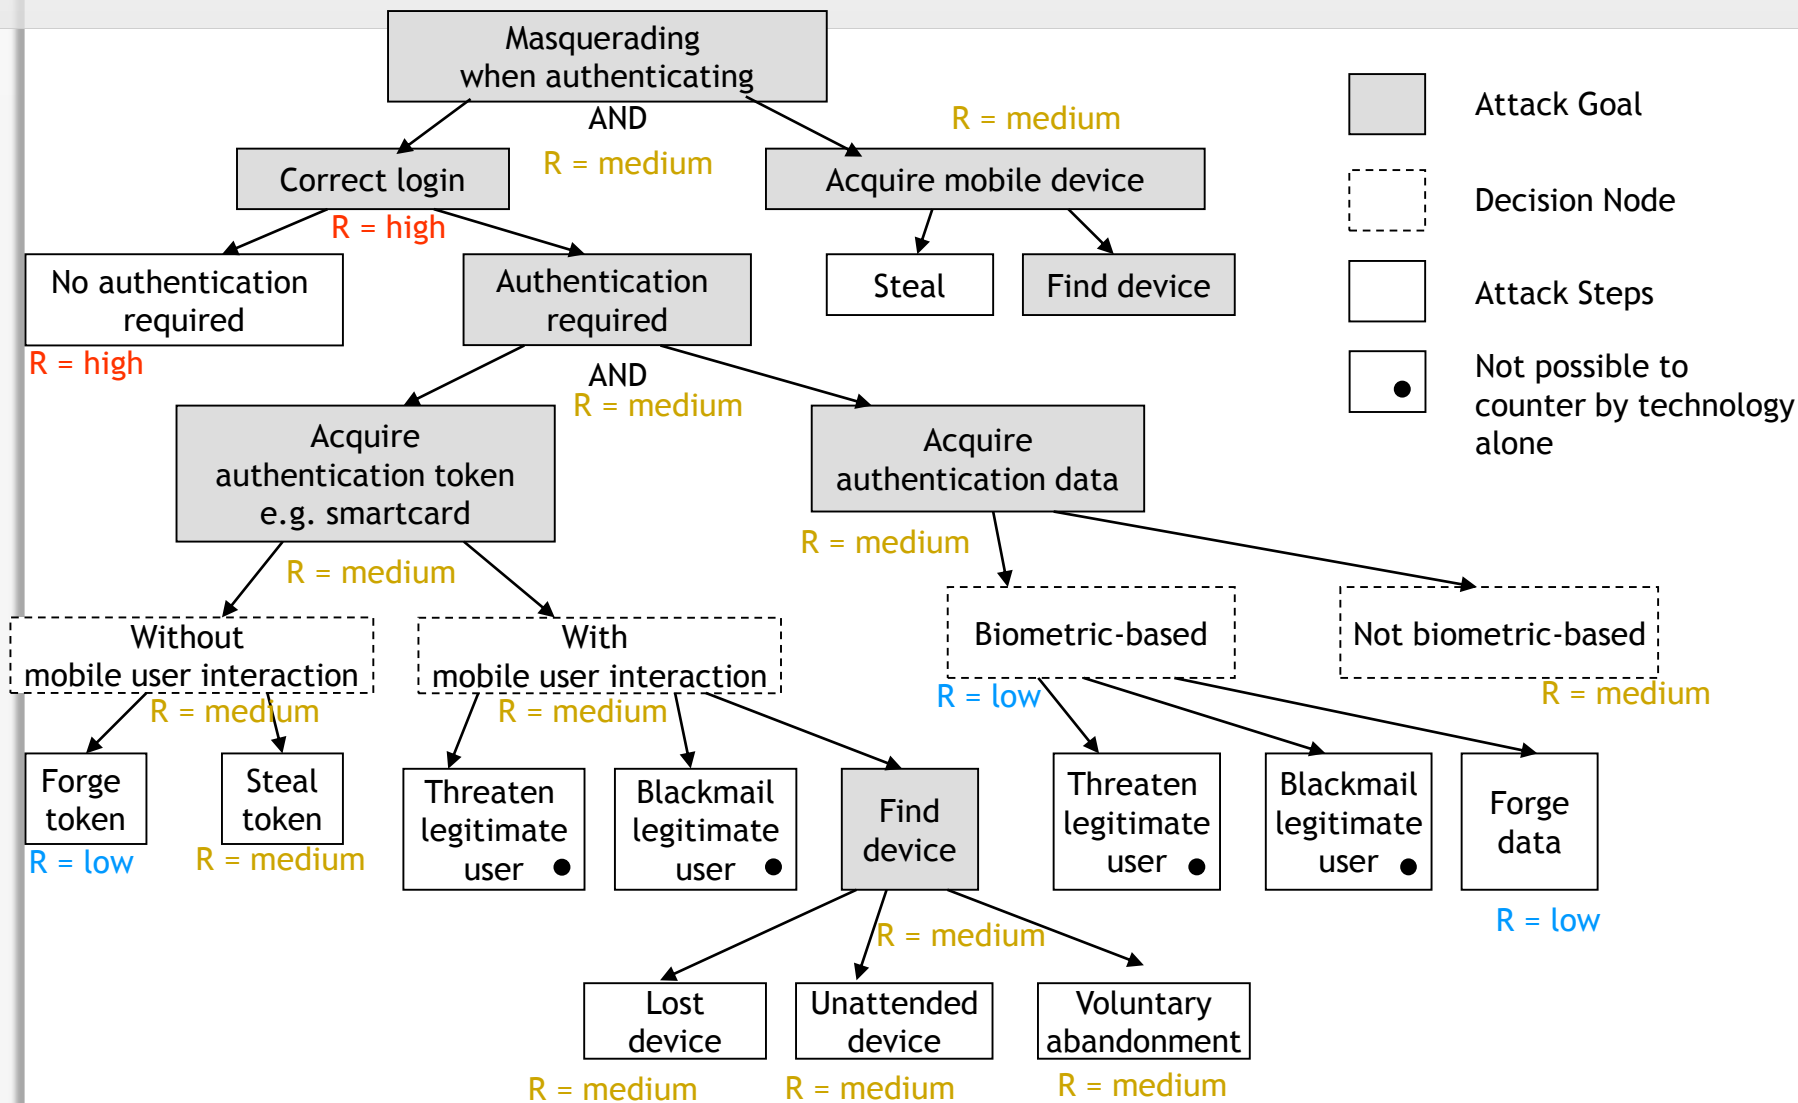 Masquerading
when authenticating
AND
R = medium
R = medium
Correct login
Acquire mobile device
R = high
No authentication
required
R = high
Authentication
required
Steal
Find device
AND
R = medium
Acquire
authentication token
e.g. smartcard
Acquire
authentication data
R = medium
R = medium
Without
mobile user interaction
R = medium
With
mobile user interaction
R = medium
Biometric-based
R = low
Not biometric-based
R = medium
Forge
token
R = low
Steal
token
R = medium
Threaten
legitimate
user
Blackmail
legitimate
user
Find
device
R = medium
Threaten
legitimate
user
Blackmail
legitimate
user
Forge
data
R = low
Lost
device
R = medium
Unattended
device
R = medium
Voluntary
abandonment
R = medium
Attack Goal
Decision Node
Attack Steps
Not possible to
counter by technology
alone